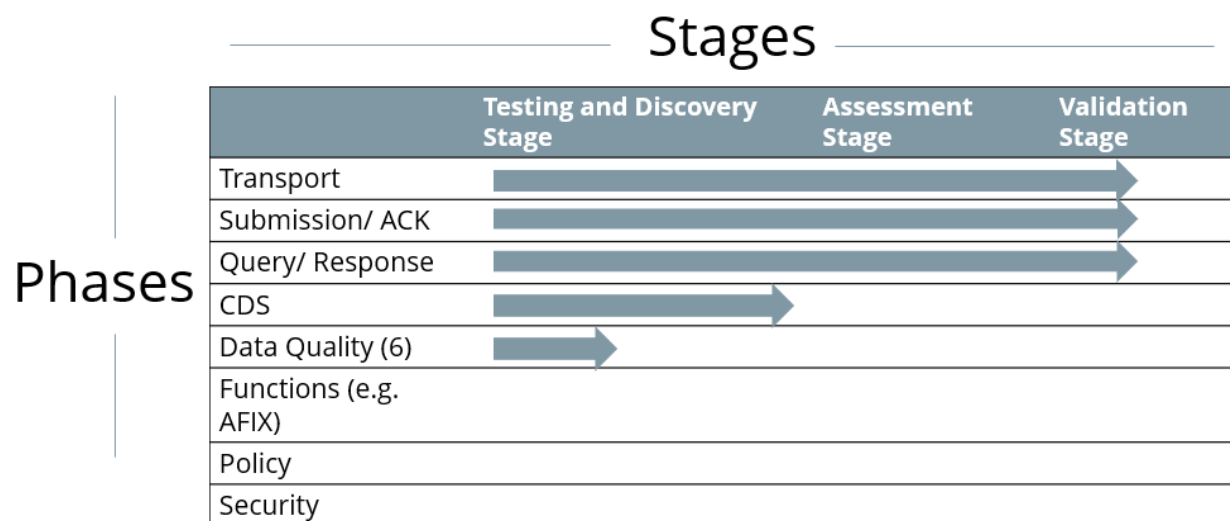 Stages
Testing and Discovery Stage
Assessment Stage
Validation Stage
Phases
Transport
Submission/ ACK
Query/ Response
CDS
Data Quality (6)
Functions (e.g.
AFIX)
Policy
Security